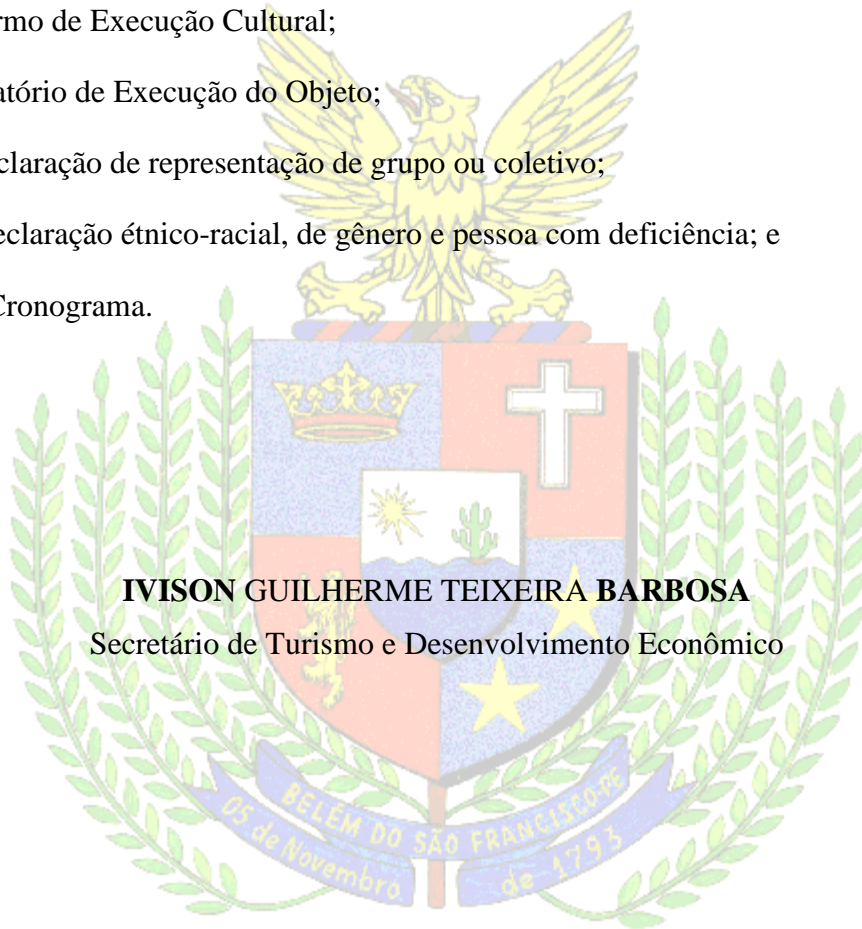 rmo de Execução Cultural;
atório de Execução do Objeto;
claração de representação de grupo ou coletivo;
eclaração étnico-racial, de gênero e pessoa com deficiência; e
Cronograma.
IVISON GUILHERME TEIXEIRA BARBOSA
Secretário de Turismo e Desenvolvimento Econômico
BELÉM DO SÃO FRANCISCO-PE
05 de Novembro de 1793